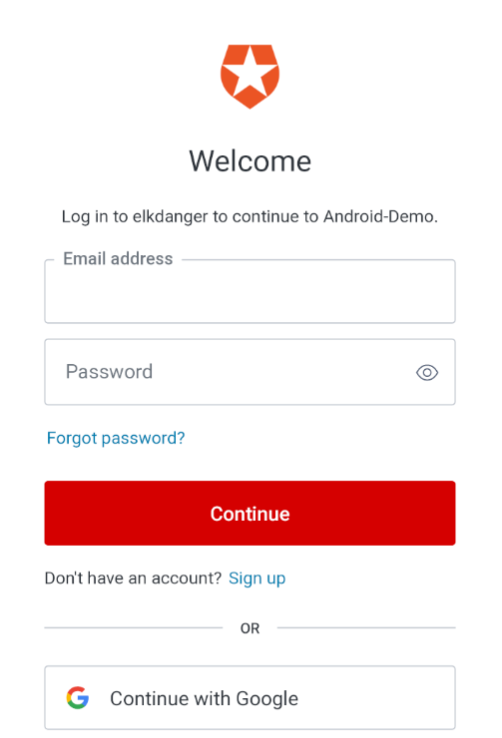 Welcome
Log in to elkdanger to continue to Android-Demo.
Email address
Password
Forgot password?
Continue
Don't have an account? Sign up
OR
Continue with Google